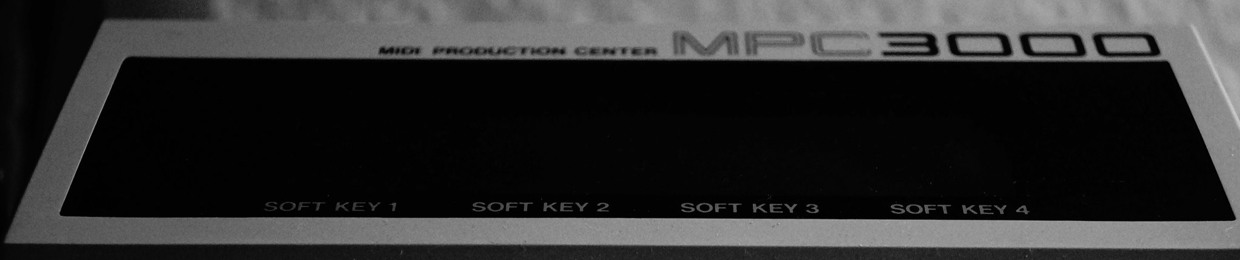 MIDI PRODUCTION CENTER MPC3000
SOFT KEY 1 SOFT KEY 2 SOFT KEY 3 SOFT KEY 4